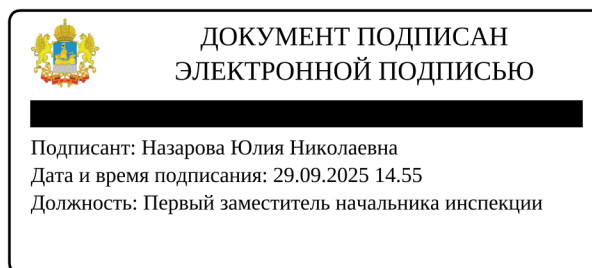 ДОКУМЕНТ ПОДПИСАН
ЭЛЕКТРОННОЙ ПОДПИСЬЮ
Подписант: Назарова Юлия Николаевна
Дата и время подписания: 29.09.2025 14.55
Должность: Первый заместитель начальника инспекции